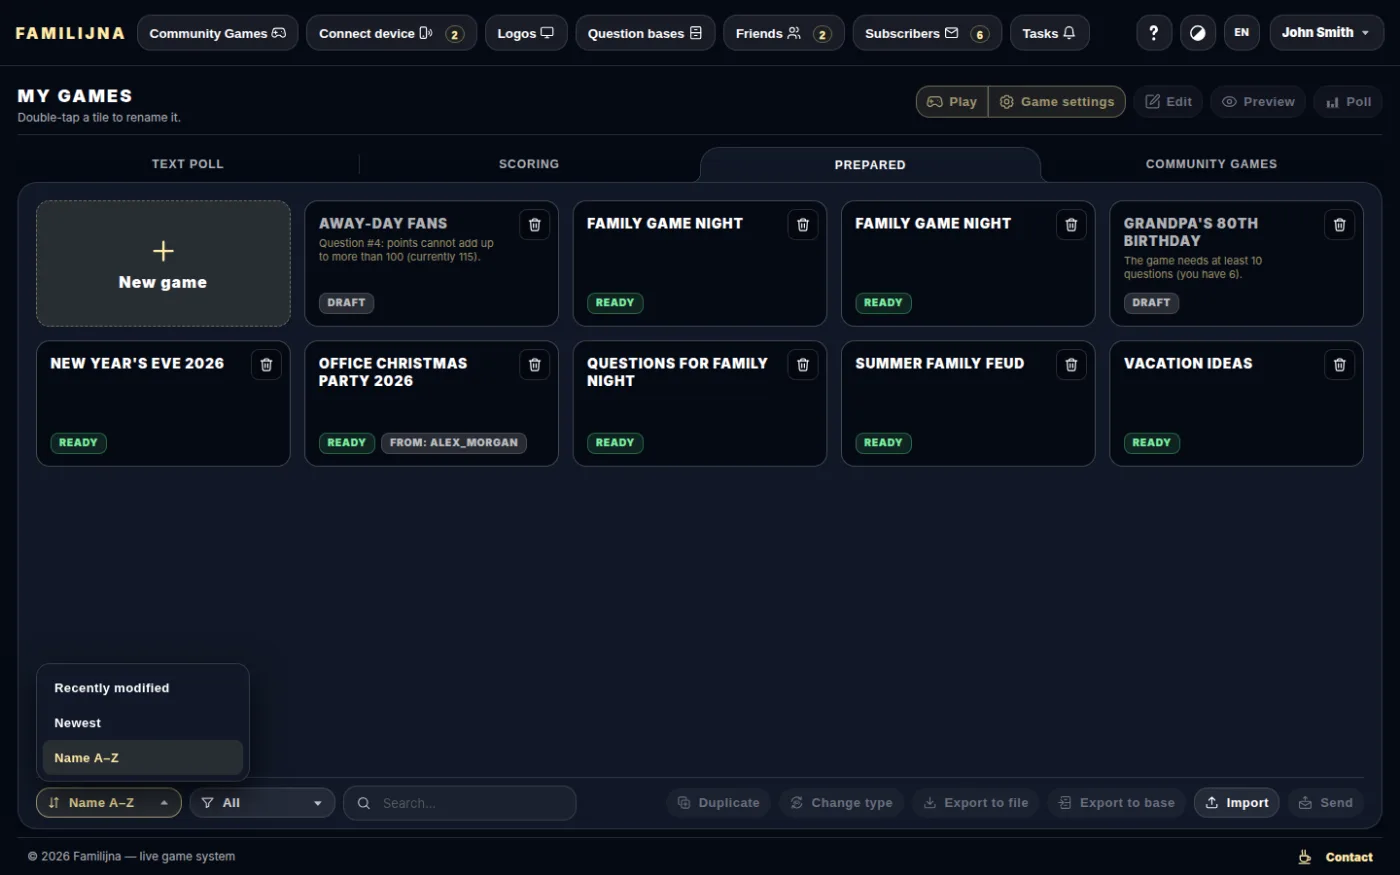 FAMILIJNA
Community Games
Connect device 2
Logos
Question bases
Friends 2
Subscribers 6
Tasks
?
EN
John Smith
MY GAMES
Double-tap a tile to rename it.
Play
Game settings
Edit
Preview
Poll
TEXT POLL
SCORING
PREPARED
COMMUNITY GAMES
+
New game
AWAY-DAY FANS
Question #4: points cannot add up
to more than 100 (currently 115).
DRAFT
FAMILY GAME NIGHT
READY
FAMILY GAME NIGHT
READY
GRANDPA'S 80TH
BIRTHDAY
The game needs at least 10
questions (you have 6).
DRAFT
NEW YEAR'S EVE 2026
READY
OFFICE CHRISTMAS
PARTY 2026
READY FROM: ALEX_MORGAN
QUESTIONS FOR FAMILY
NIGHT
READY
SUMMER FAMILY FEUD
READY
VACATION IDEAS
READY
Recently modified
Newest
Name A–Z
Name A–Z
All
Search...
Duplicate
Change type
Export to file
Export to base
Import
Send
© 2026 Familijna — live game system
Contact